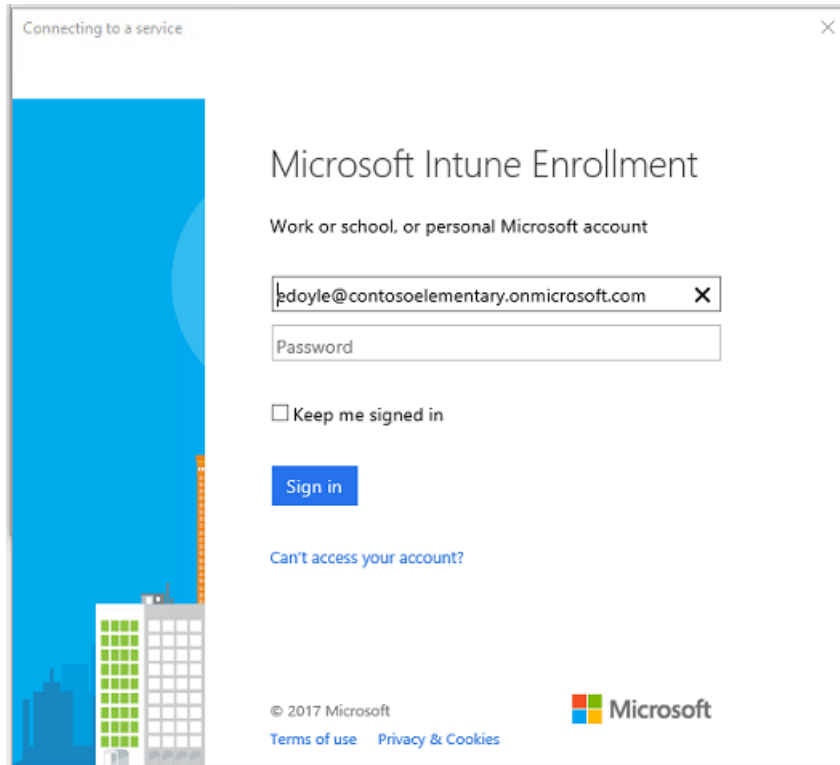 Connecting to a service
Microsoft Intune Enrollment
Work or school, or personal Microsoft account
edoyle@contosoelementary.onmicrosoft.com
Password
Keep me signed in
Sign in
Can't access your account?
© 2017 Microsoft
Microsoft
Terms of use Privacy & Cookies